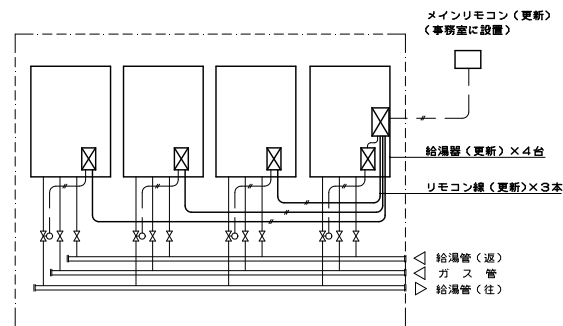 メインリモコン（更新）
（事務室に設置）
給湯器（更新）×４台
リモコン線（更新）×３本
給湯管（返）
ガ　ス　管
給湯管（往）